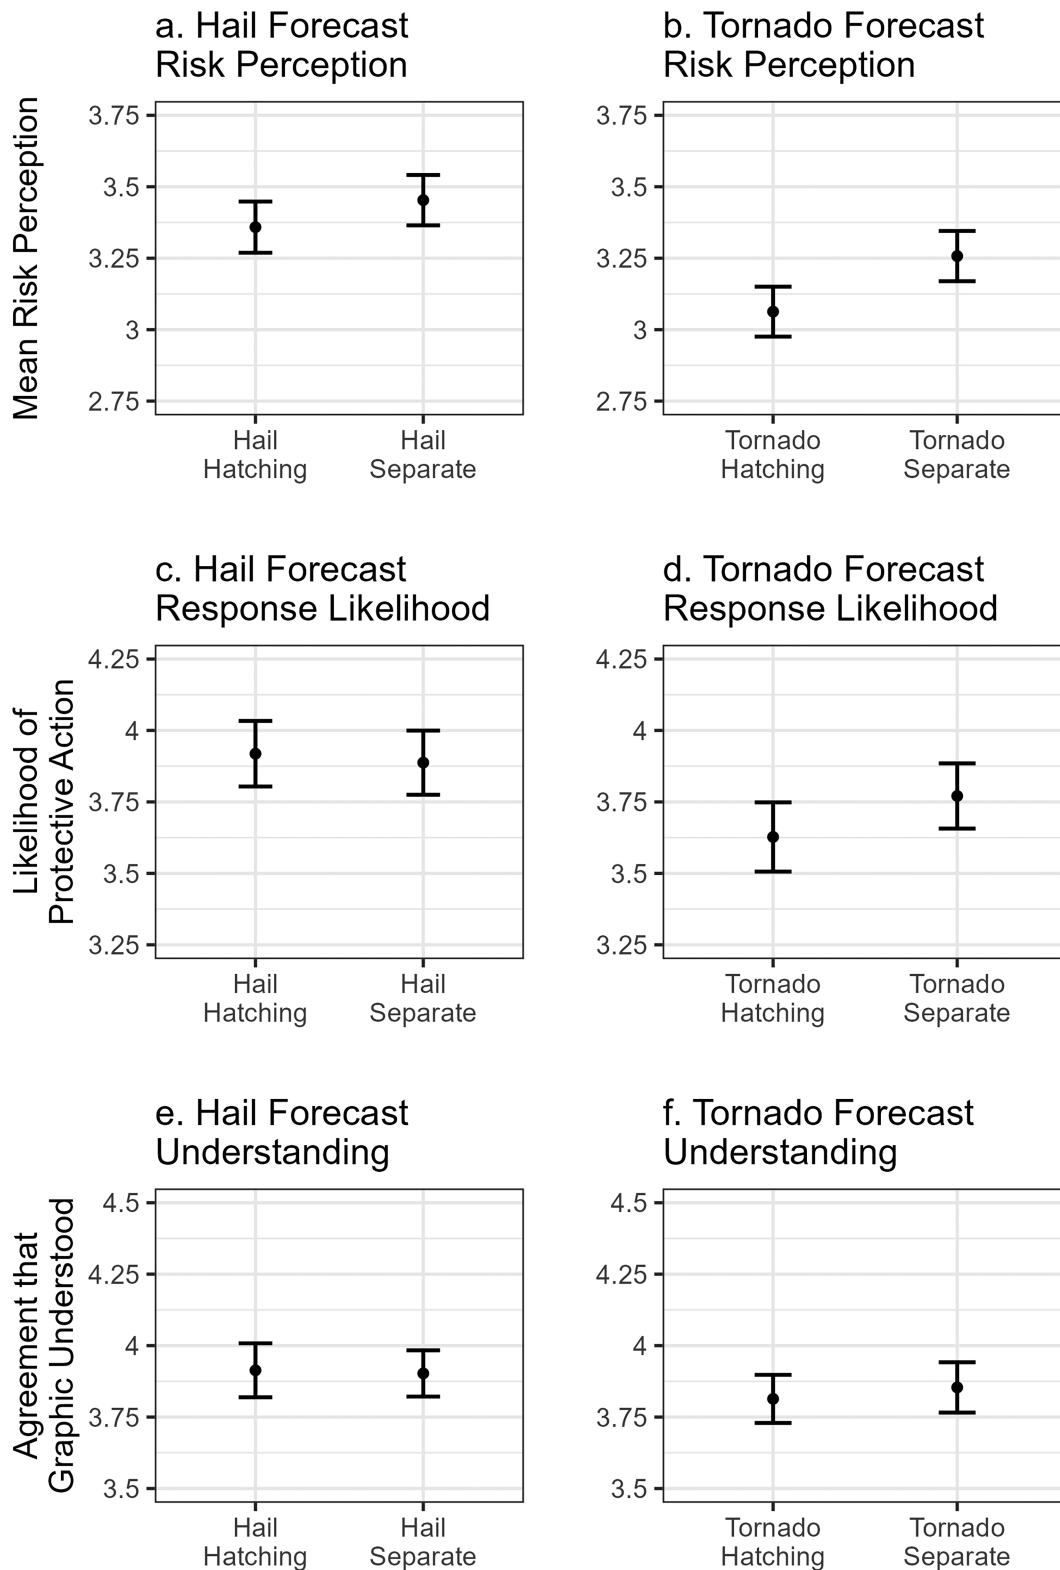 a. Hail Forecast
Risk Perception
b. Tornado Forecast
Risk Perception
Mean Risk Perception
3.75
3.5
3.25
3
2.75
Hail
Hatching
Hail
Separate
3.75
3.5
3.25
3
2.75
Tornado
Hatching
Tornado
Separate
c. Hail Forecast
Response Likelihood
d. Tornado Forecast
Response Likelihood
Likelihood of
Protective Action
4.25
4
3.75
3.5
3.25
Hail
Hatching
Hail
Separate
4.25
4
3.75
3.5
3.25
Tornado
Hatching
Tornado
Separate
e. Hail Forecast
Understanding
f. Tornado Forecast
Understanding
Agreement that
Graphic Understood
4.5
4.25
4
3.75
3.5
Hail
Hatching
Hail
Separate
4.5
4.25
4
3.75
3.5
Tornado
Hatching
Tornado
Separate